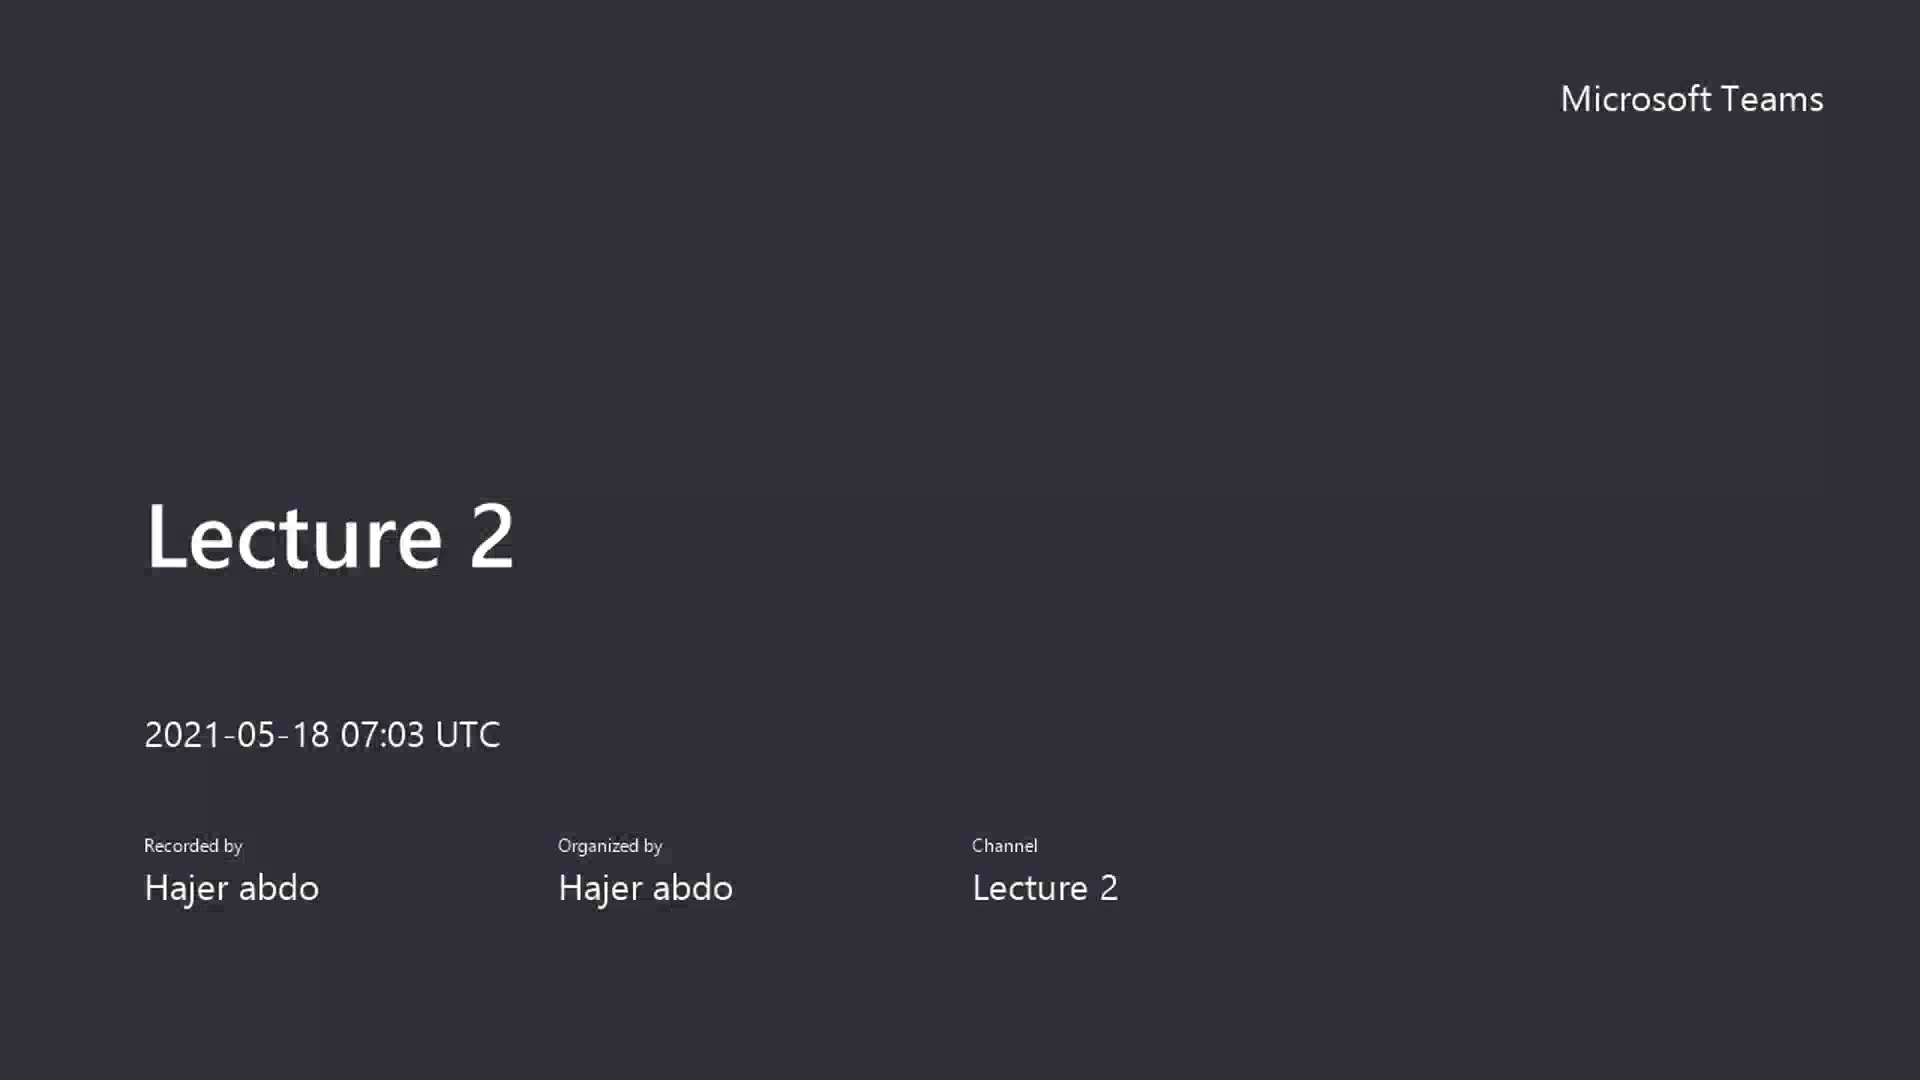 Microsoft Teams
Lecture 2
2021-05-18 07:03 UTC
Recorded by
Hajer abdo
Organized by
Hajer abdo
Channel
Lecture 2